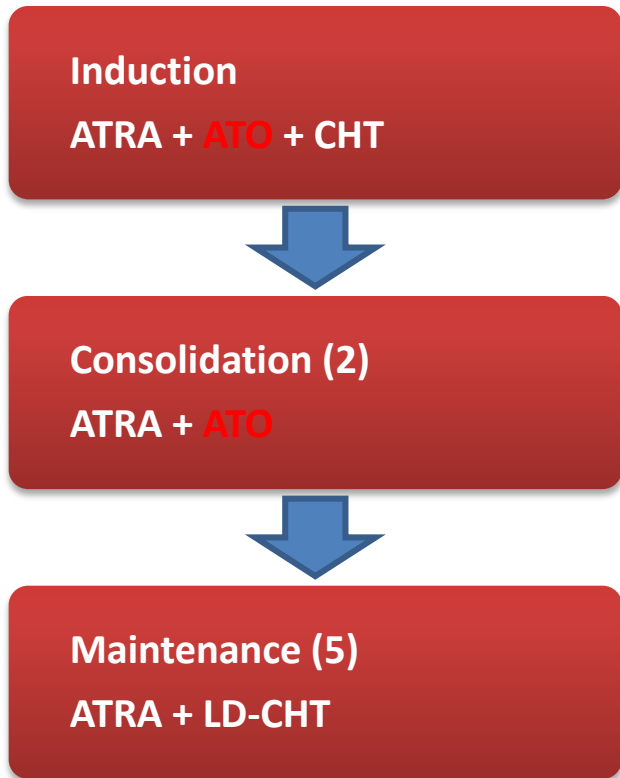 Induction
ATRA + ATO + CHT
Consolidation (2)
ATRA + ATO
Maintenance (5)
ATRA + LD-CHT